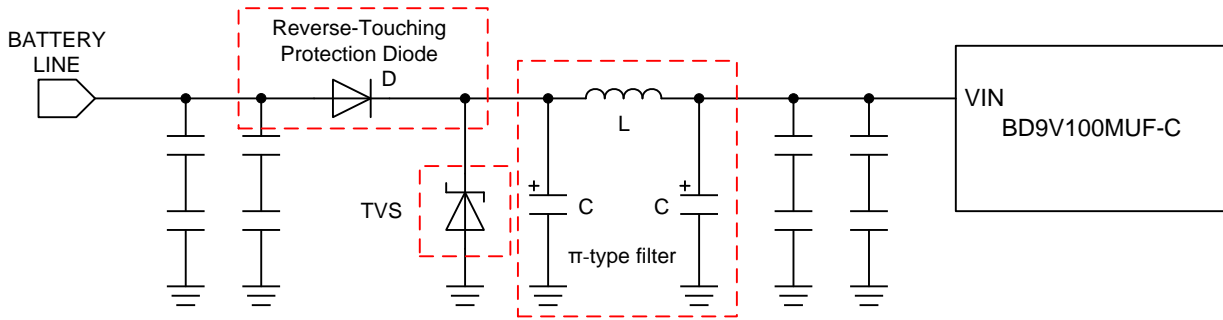 Reverse-Touching
Protection Diode
BATTERY
LINE
D
VIN
BD9V100MUF-C
L
TVS
+
C
+
C
π-type filter